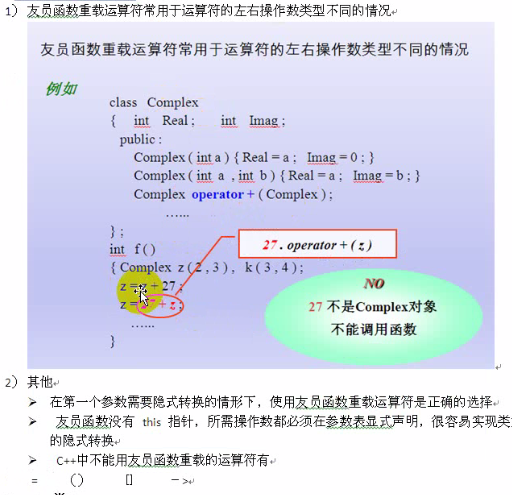 1) 友员函数重载运算符常用于运算符的左右操作数类型不同的情况
友员函数重载运算符常用于运算符的左右操作数类型不同的情况
例如
class Complex
{ int Real ; int Imag ;
public :
Complex ( int a ) { Real = a ; Imag = 0 ; }
Complex ( int a , int b ) { Real = a ; Imag = b ; }
Complex operator + ( Complex ) ;
…...
} ;
int f ( )
27 . operator + ( z )
{ Complex z ( 2 , 3 ) , k ( 3 , 4 ) ;
z = z + 27 ;
z = 27 + z ;
…...
}
NO
27 不是Complex对象
不能调用函数
2) 其他
➢ 在第一个参数需要隐式转换的情形下，使用友员函数重载运算符是正确的选择
➢ 友员函数没有 this 指针，所需操作数都必须在参数表显式声明，很容易实现类
的隐式转换
➢ C++中不能用友员函数重载的运算符有
= () [] －>